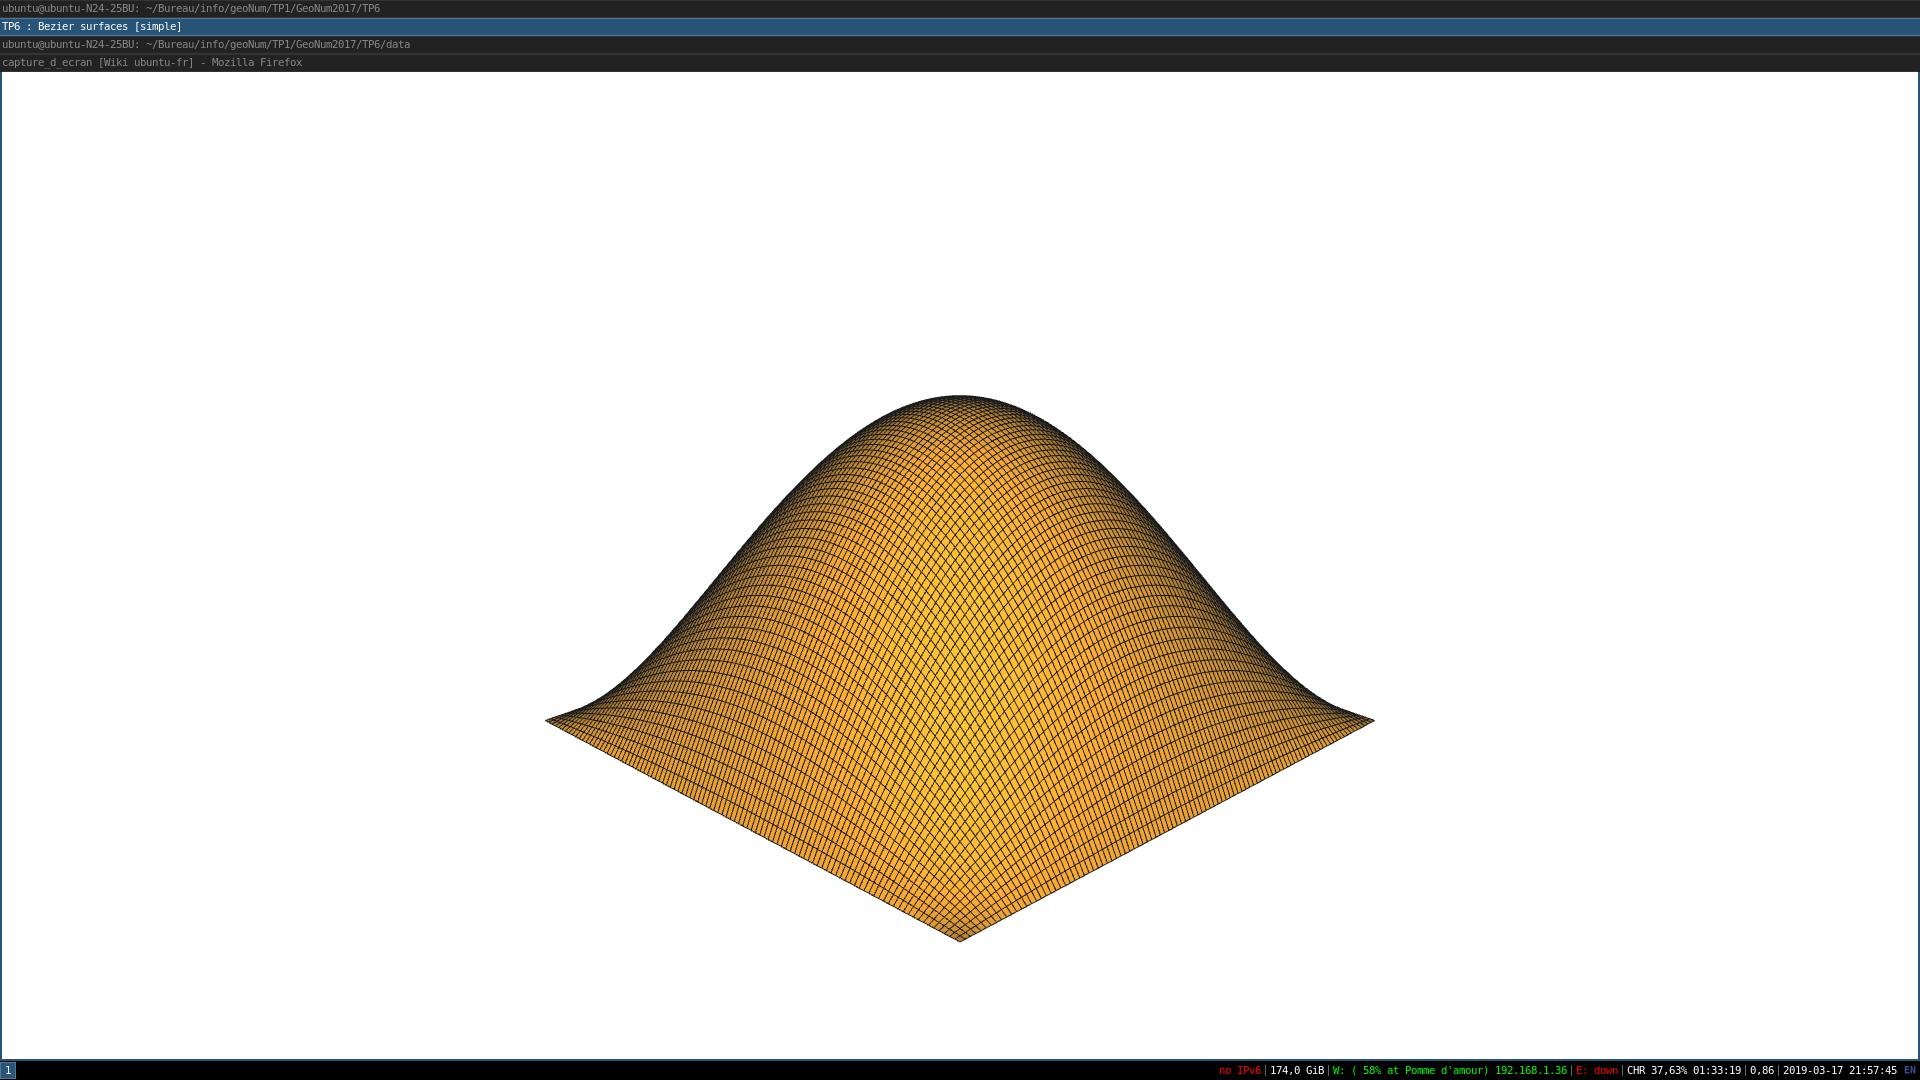 ubuntu@ubuntu-N24-25BU: ~/Bureau/info/geoNum/TP1/GeoNum2017/TP6
TP6 : Bezier surfaces [simple]
ubuntu@ubuntu-N24-25BU: ~/Bureau/info/geoNum/TP1/GeoNum2017/TP6/data
capture_d_ecran [Wiki ubuntu-fr] - Mozilla Firefox
1 no IPv6|174,0 GiB|W: ( 58% at Pomme d'amour) 192.168.1.36|E: down|CHR 37,63% 01:33:19|0,86|2019-03-17 21:57:45 EN